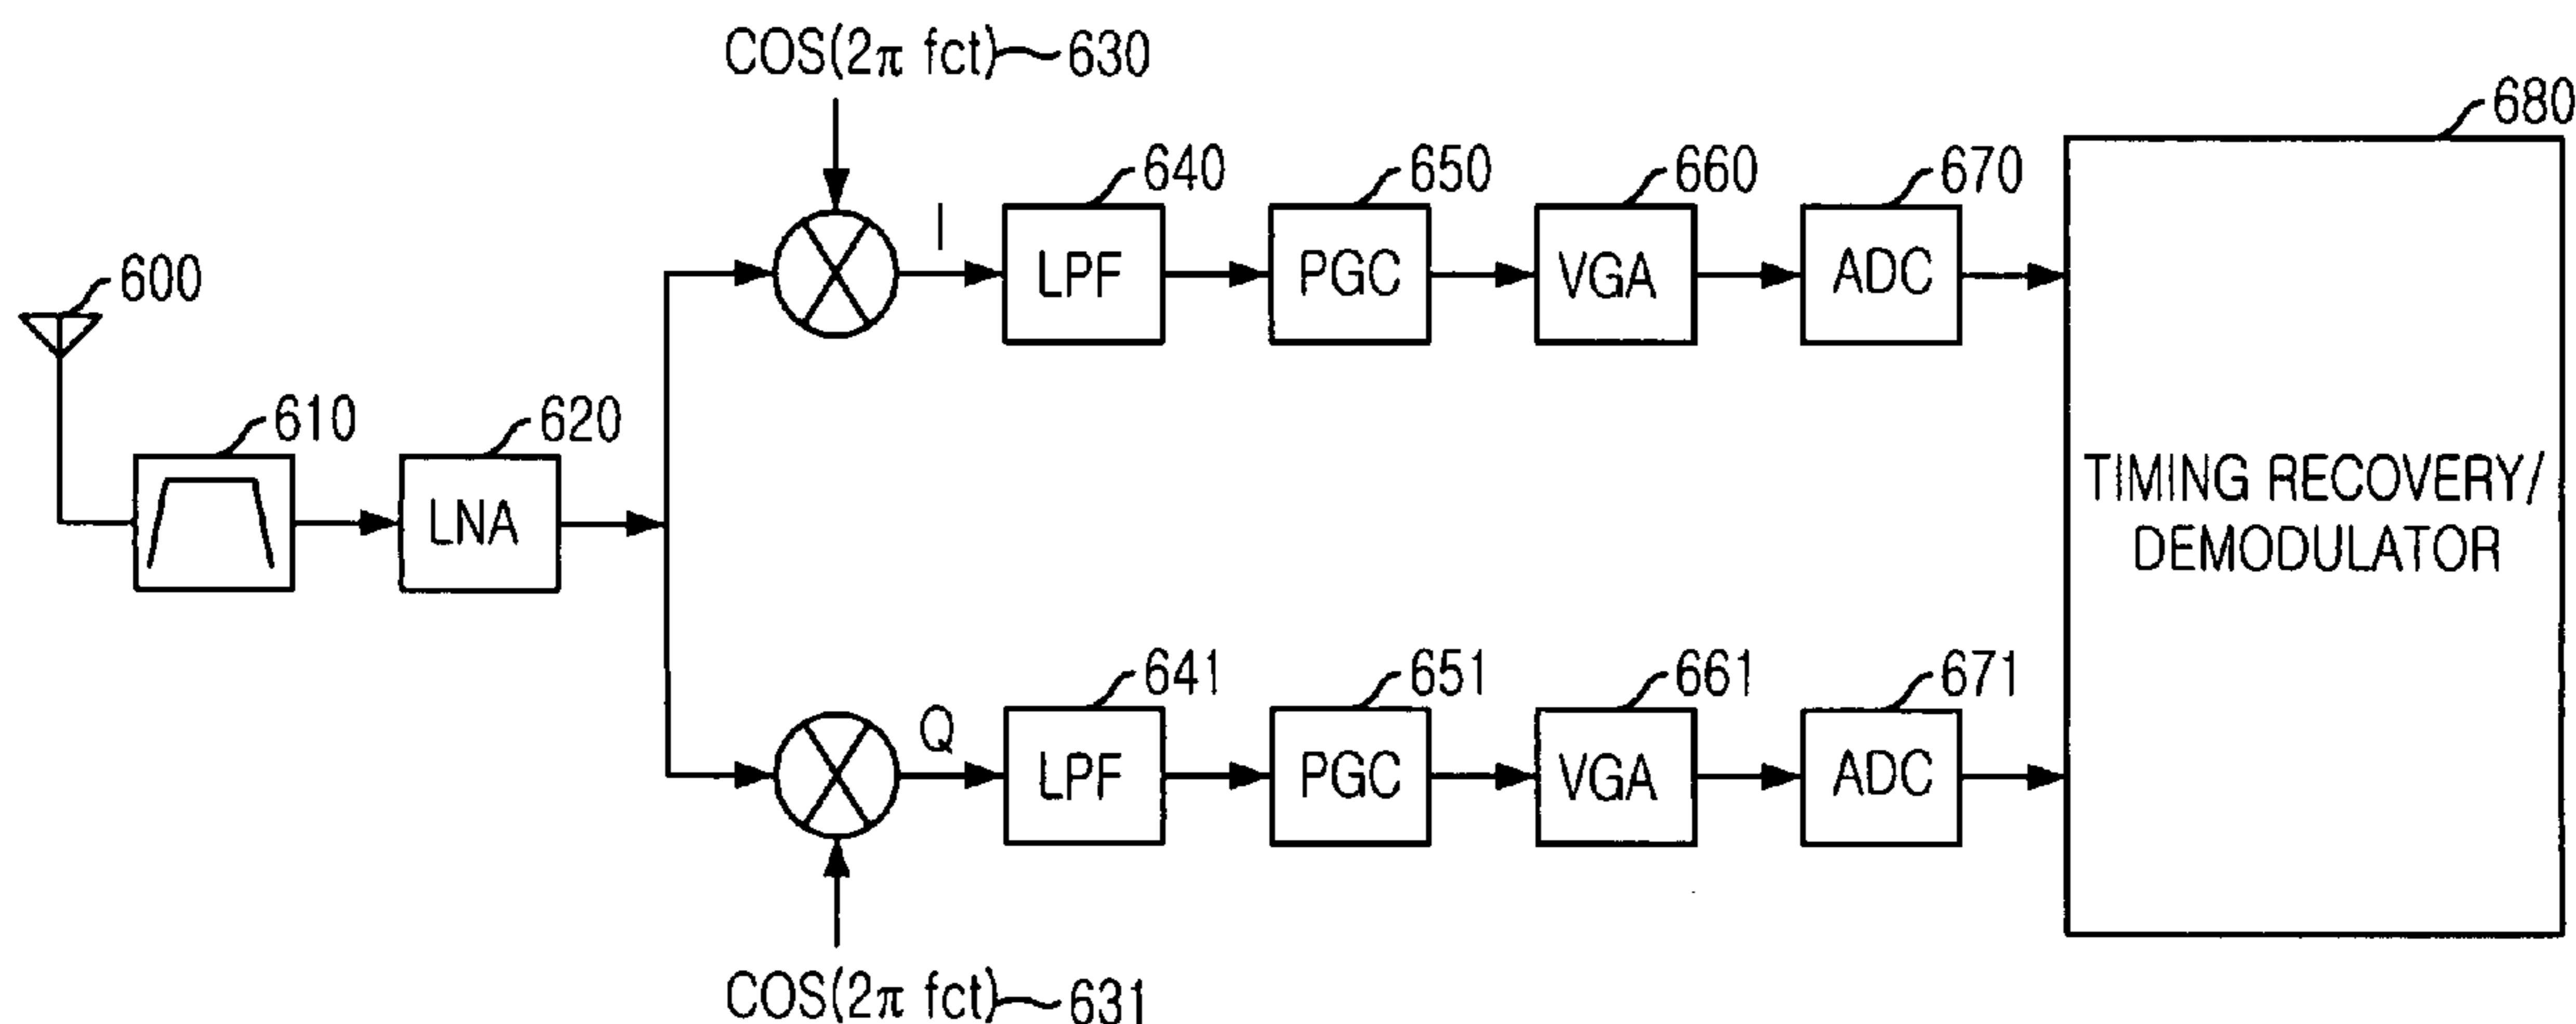 COS(2π fct) 630
680
640
650
660
670
I
LPF
PGC
VGA
ADC
600
610
620
LNA
TIMING RECOVERY/
DEMODULATOR
641
651
661
671
Q
LPF
PGC
VGA
ADC
COS(2π fct) 631